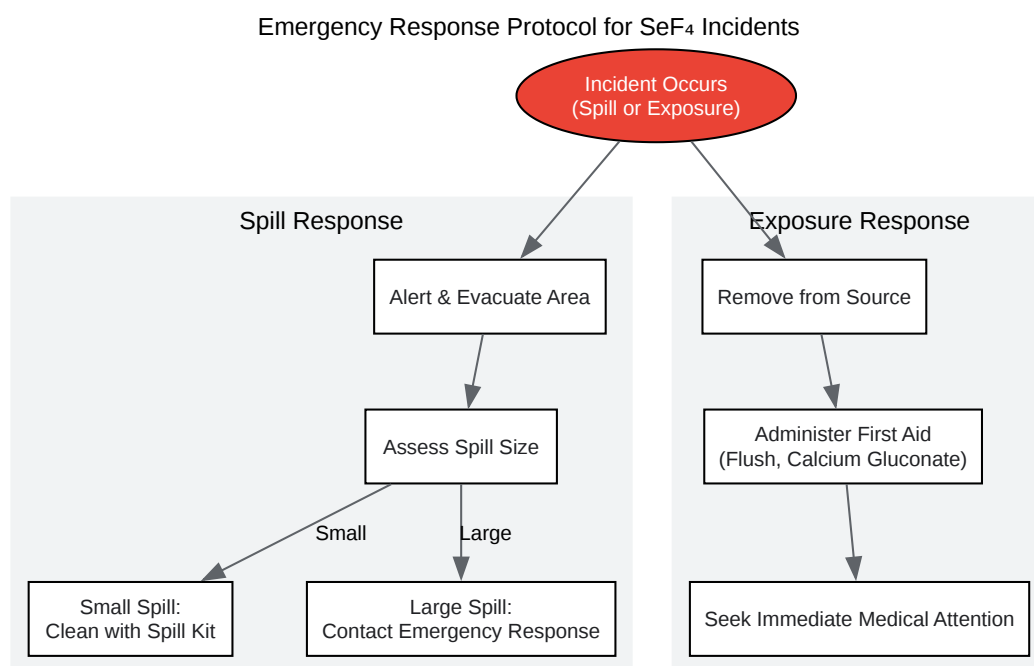 Emergency Response Protocol for SeF₄ Incidents
Incident Occurs
(Spill or Exposure)
Spill Response
Exposure Response
Alert & Evacuate Area
Remove from Source
Assess Spill Size
Administer First Aid
(Flush, Calcium Gluconate)
Small
Large
Small Spill:
Clean with Spill Kit
Large Spill:
Contact Emergency Response
Seek Immediate Medical Attention